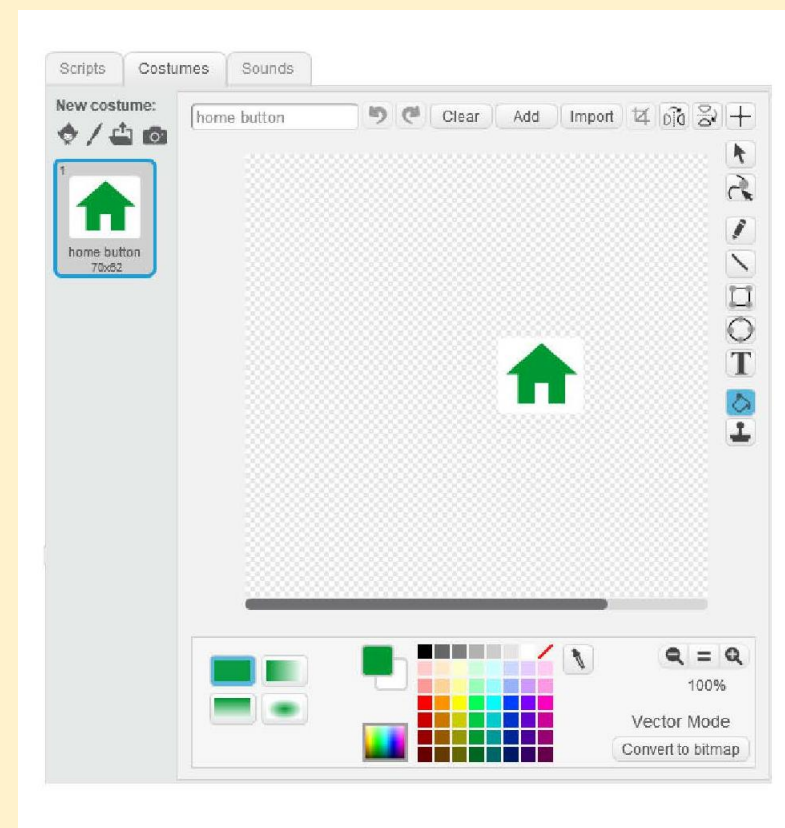 Scripts Costumes Sounds
New costume:
home button
Clear Add Import
1
home button
70x62
T
100%
Vector Mode
Convert to bitmap